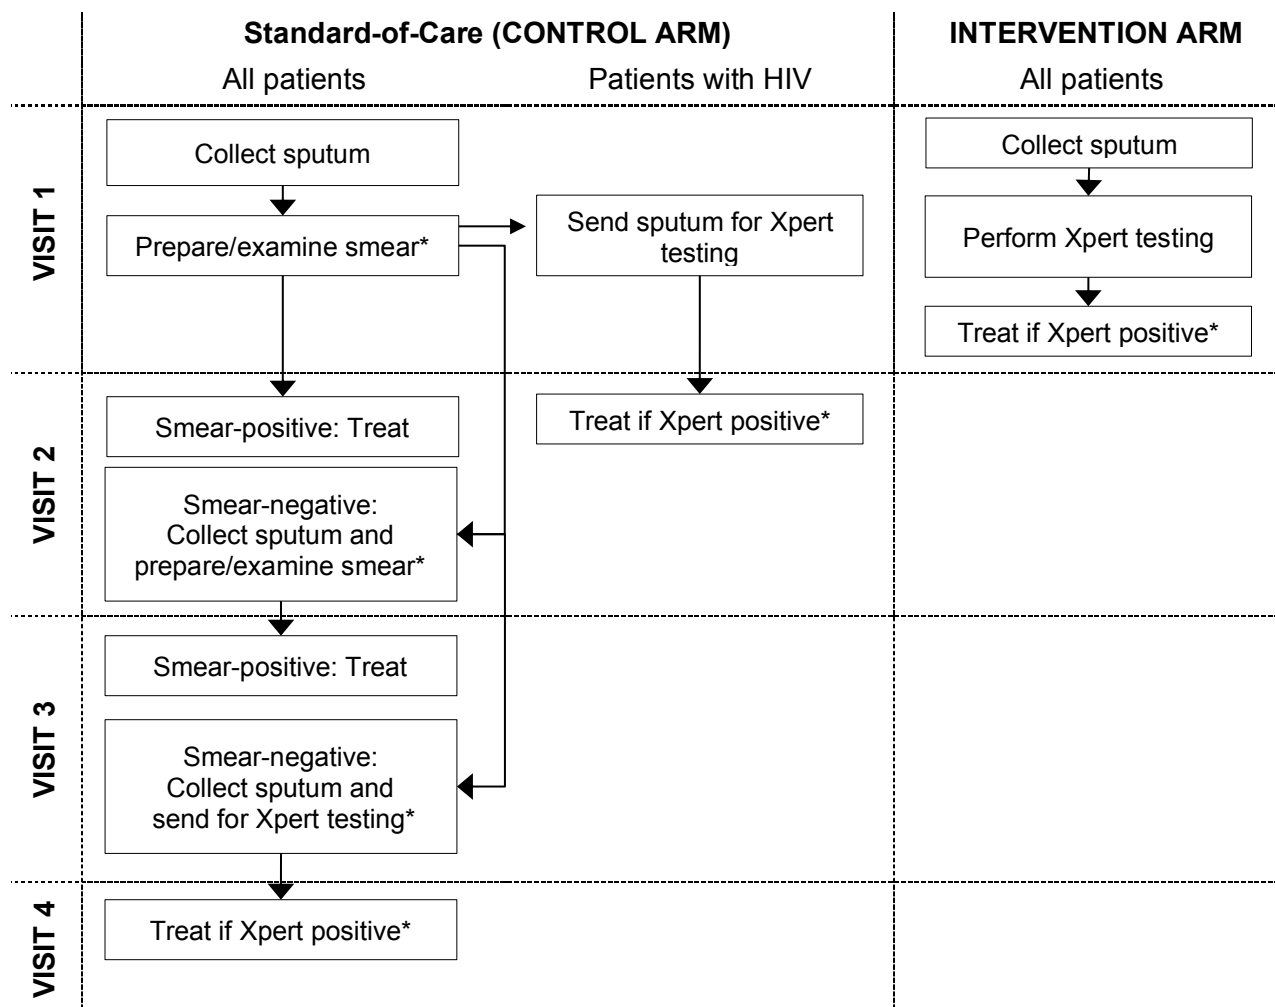 Standard-of-Care (CONTROL ARM)
INTERVENTION ARM
All patients
Patients with HIV
All patients
VISIT 1
Collect sputum
Prepare/examine smear*
Send sputum for Xpert
testing
Collect sputum
Perform Xpert testing
Treat if Xpert positive*
VISIT 2
Smear-positive: Treat
Smear-negative:
Collect sputum and
prepare/examine smear*
Treat if Xpert positive*
VISIT 3
Smear-positive: Treat
Smear-negative:
Collect sputum and
send for Xpert testing*
VISIT 4
Treat if Xpert positive*